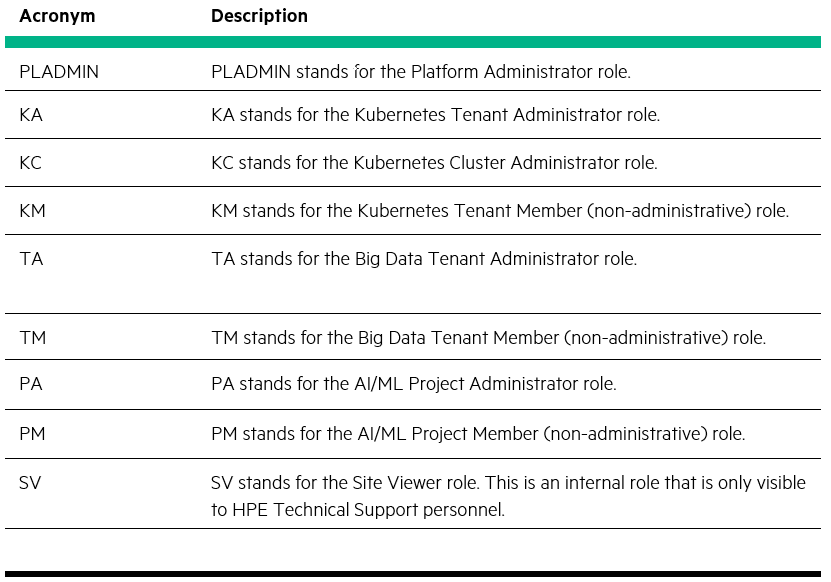 Acronym Description
PLADMIN PLADMIN stands for the Platform Administrator role.
KA KA stands for the Kubernetes Tenant Administrator role.
KC KC stands for the Kubernetes Cluster Administrator role.
KM KM stands for the Kubernetes Tenant Member (non-administrative) role.
TA TA stands for the Big Data Tenant Administrator role.
TM TM stands for the Big Data Tenant Member (non-administrative) role.
PA PA stands for the AI/ML Project Administrator role.
PM PM stands for the AI/ML Project Member (non-administrative) role.
SV SV stands for the Site Viewer role. This is an internal role that is only visible
to HPE Technical Support personnel.